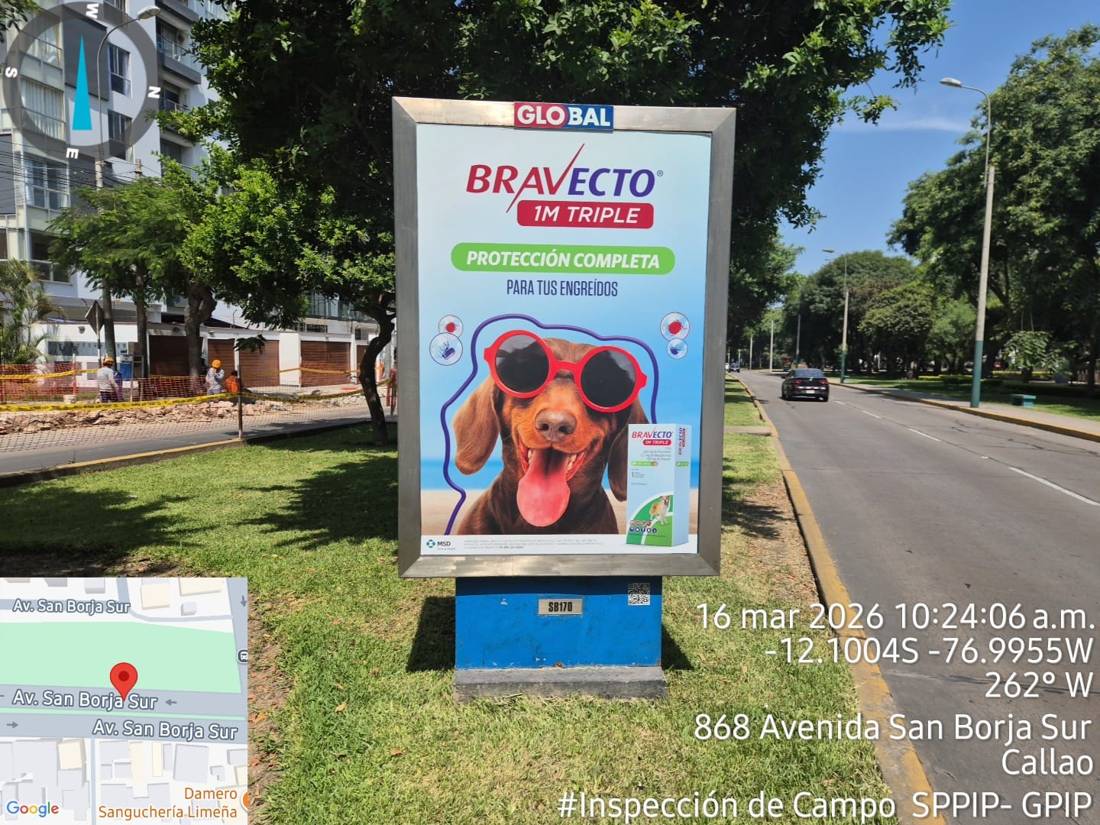 W
S
N
E
GLOBAL
BRAVECTO®
1M TRIPLE
PROTECCIÓN COMPLETA
PARA TUS ENGREÍDOS
BRAVECTO
1M TRIPLE
MSD
SB170
16 mar 2026 10:24:06 a.m.
-12.1004S -76.9955W
262° W
868 Avenida San Borja Sur
Callao
#Inspección de Campo SPPIP- GPIP
Av. San Borja Sur
Av. San Borja Sur
Av. San Borja Sur
Damero
Sanguchería Limeña
Google